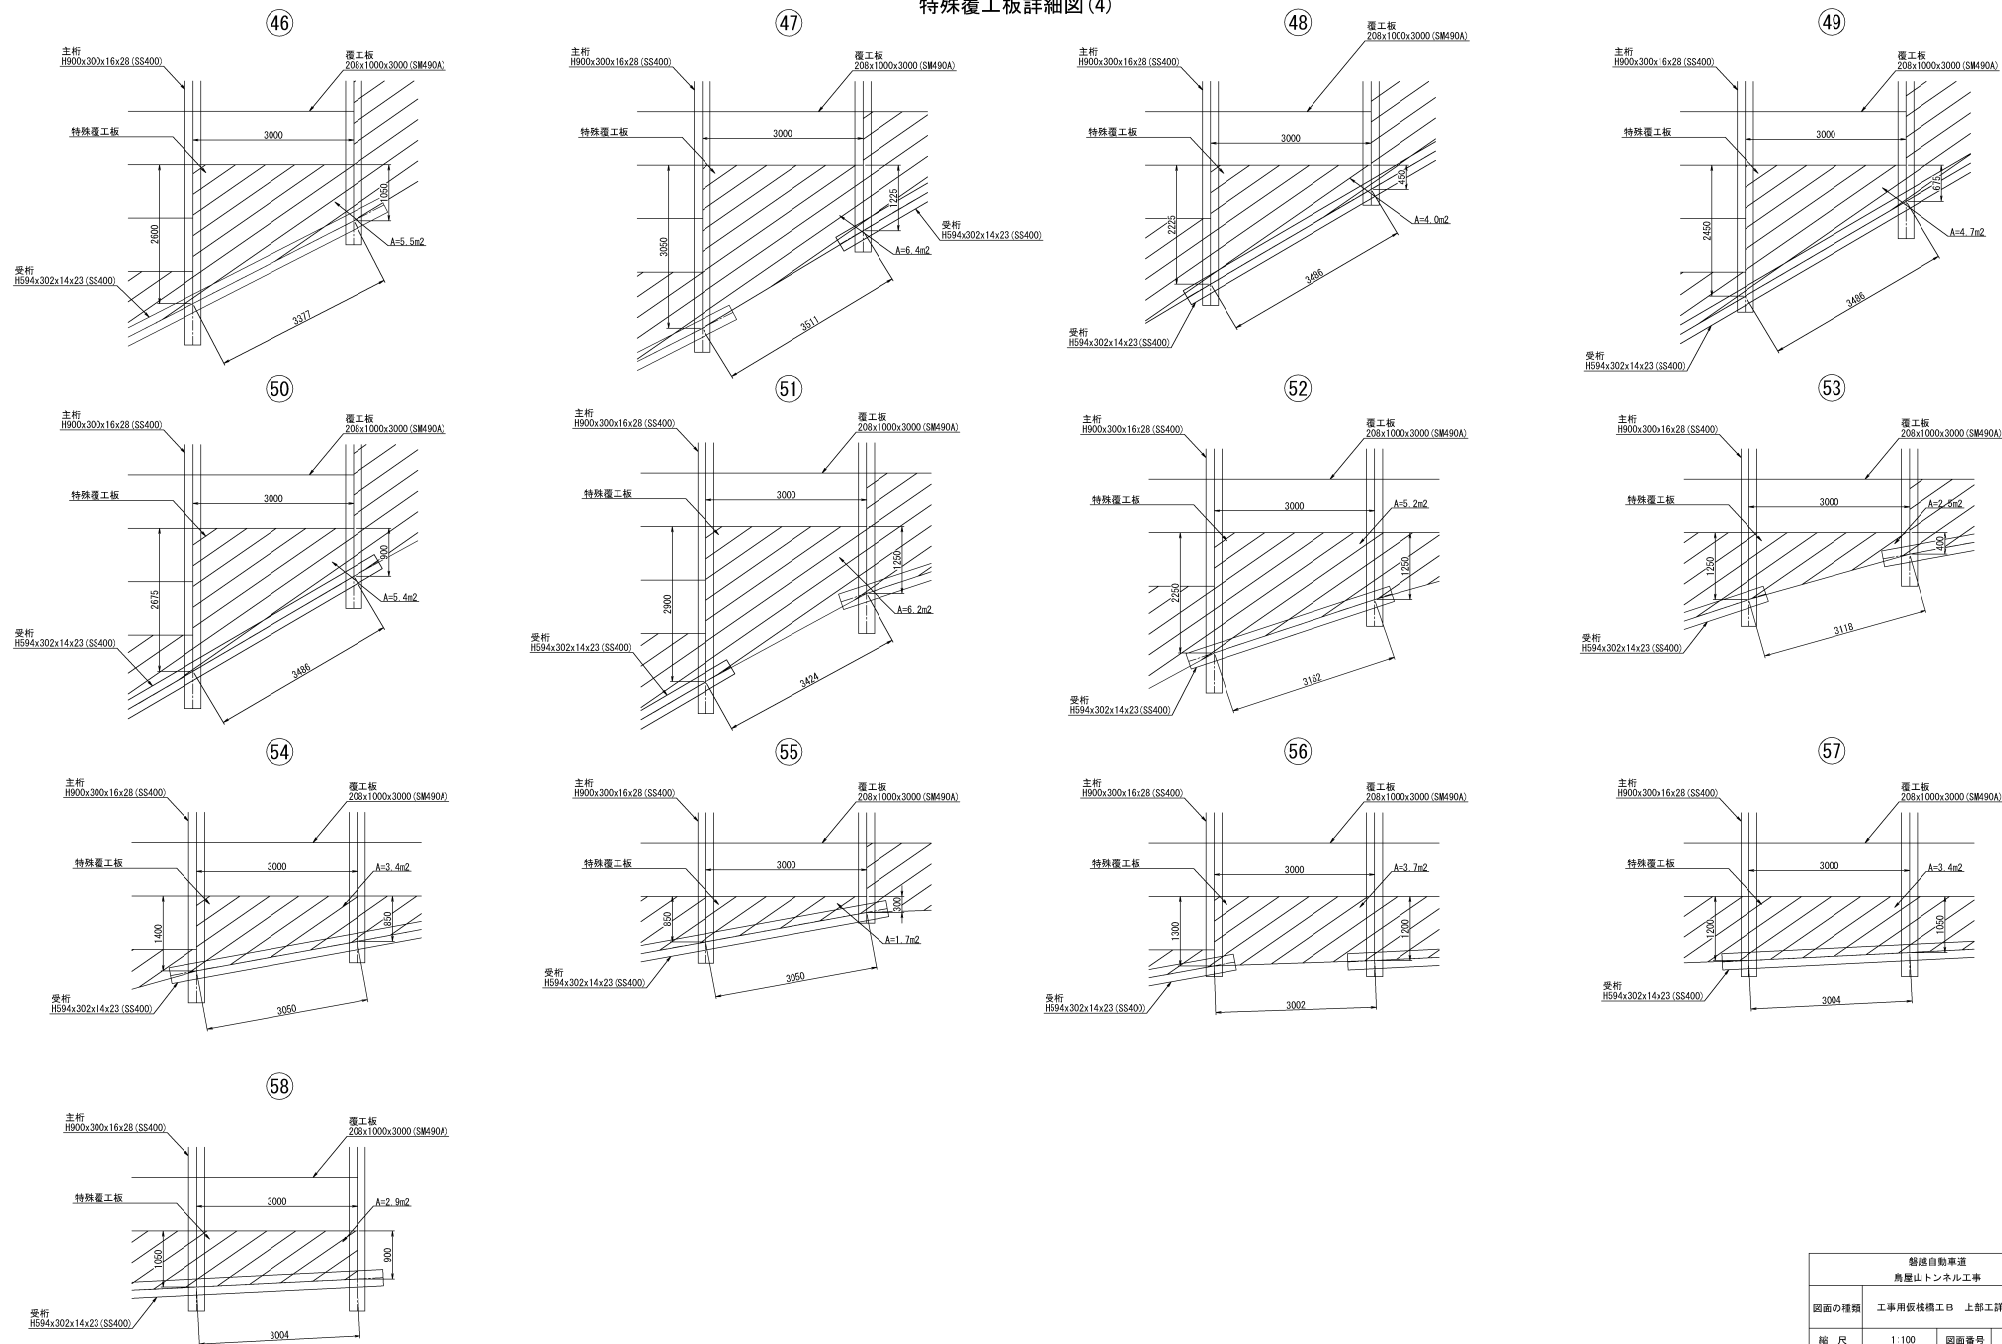 特殊覆工板詳細図(4)
46
主桁
H900x300x16x28(SS400)
覆工板
208x1000x3000(SM490A)
特殊覆工板
3000
2600
1050
A=5.5m2
受桁
H594x302x14x23(SS400)
3377
47
主桁
H900x300x16x28(SS400)
覆工板
208x1000x3000(SM490A)
特殊覆工板
3000
3050
1225
受桁
H594x302x14x23(SS400)
A=6.4m2
3511
48
覆工板
208x1000x3000(SM490A)
主桁
H900x300x16x28(SS400)
特殊覆工板
3000
2225
450
A=4.0m2
3486
受桁
H594x302x14x23(SS400)
49
主桁
H900x300x16x28(SS400)
覆工板
208x1000x3000(SM490A)
特殊覆工板
3000
2450
675
A=4.7m2
3486
受桁
H594x302x14x23(SS400)
50
主桁
H900x300x16x28(SS400)
覆工板
208x1000x3000(SM490A)
特殊覆工板
3000
2675
900
A=5.4m2
受桁
H594x302x14x23(SS400)
3486
51
主桁
H900x300x16x28(SS400)
覆工板
208x1000x3000(SM490A)
特殊覆工板
3000
2900
1250
A=6.2m2
受桁
H594x302x14x23(SS400)
3424
52
主桁
H900x300x16x28(SS400)
覆工板
208x1000x3000(SM490A)
特殊覆工板
A=5.2m2
3000
2250
1250
3162
受桁
H594x302x14x23(SS400)
53
主桁
H900x300x16x28(SS400)
覆工板
208x1000x3000(SM490A)
特殊覆工板
A=2.5m2
3000
1250
400
3118
受桁
H594x302x14x23(SS400)
54
主桁
H900x300x16x28(SS400)
覆工板
208x1000x3000(SM490A)
特殊覆工板
A=3.4m2
3000
1400
850
受桁
H594x302x14x23(SS400)
3050
55
主桁
H900x300x16x28(SS400)
覆工板
208x1000x3000(SM490A)
特殊覆工板
3000
850
300
A=1.7m2
受桁
H594x302x14x23(SS400)
3050
56
主桁
H900x300x16x28(SS400)
覆工板
208x1000x3000(SM490A)
特殊覆工板
A=3.7m2
3000
1300
1200
受桁
H594x302x14x23(SS400)
3002
57
主桁
H900x300x16x28(SS400)
覆工板
208x1000x3000(SM490A)
特殊覆工板
A=3.4m2
3000
1200
1050
受桁
H594x302x14x23(SS400)
3004
58
主桁
H900x300x16x28(SS400)
覆工板
208x1000x3000(SM490A)
特殊覆工板
A=2.9m2
3000
1050
900
受桁
H594x302x14x23(SS400)
3004
磐越自動車道
鳥屋山トンネル工事
図面の種類 工事用仮桟橋工B 上部工詳
縮 尺 1:100 図面番号